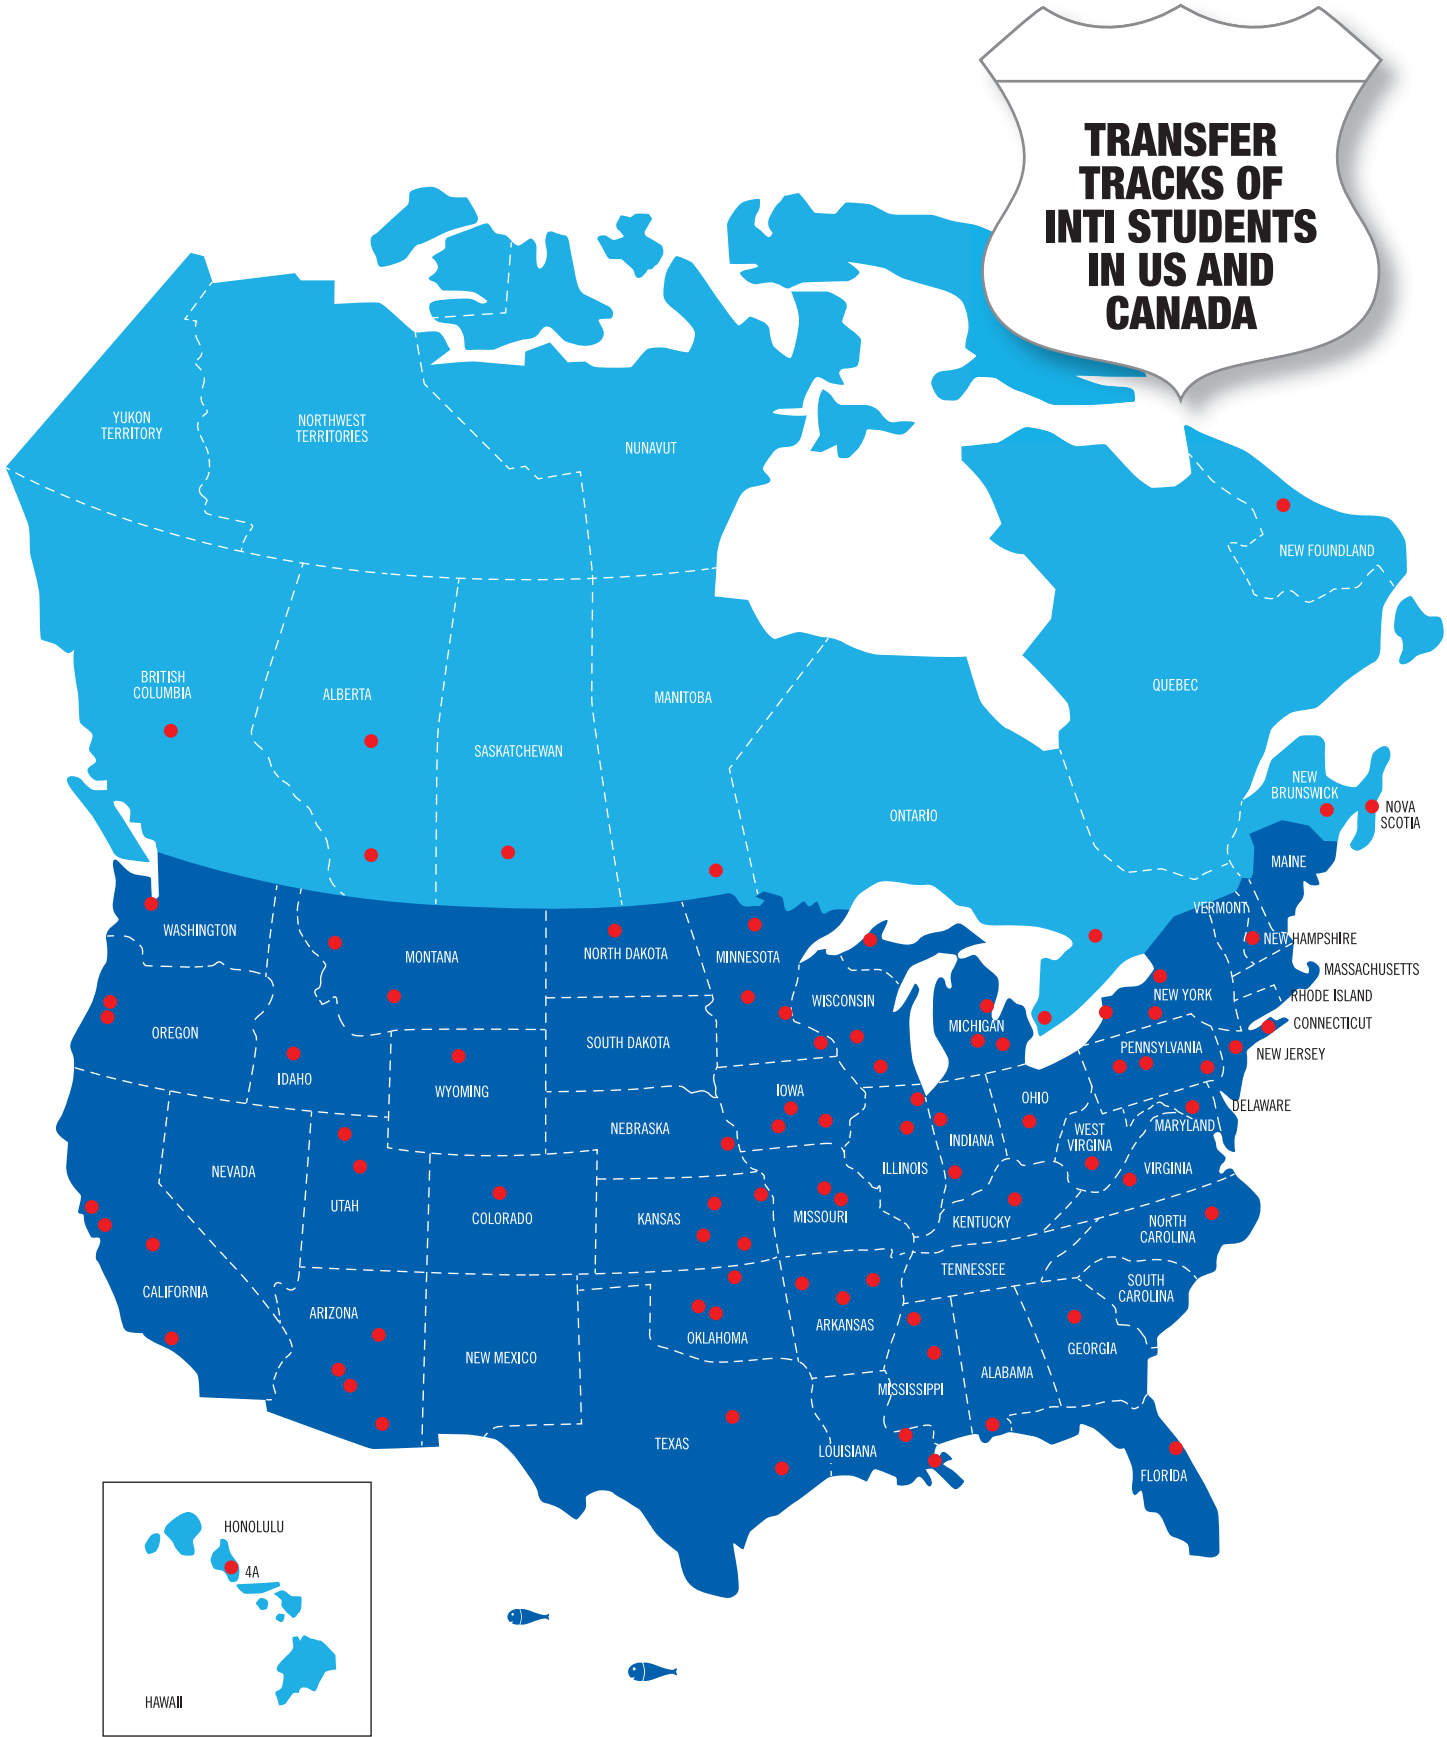 TRANSFER
TRACKS OF
INTI STUDENTS
IN US AND
CANADA
YUKON
TERRITORY
NORTHWEST
TERRITORIES
NUNAVUT
NEW FOUNDLAND
BRITISH
COLUMBIA
ALBERTA
SASKATCHEWAN
MANITOBA
ONTARIO
QUEBEC
NEW
BRUNSWICK
NOVA
SCOTIA
MAINE
VERMONT
NEW HAMPSHIRE
MASSACHUSETTS
RHODE ISLAND
CONNECTICUT
NEW JERSEY
DELAWARE
WASHINGTON
MONTANA
NORTH DAKOTA
MINNESOTA
WISCONSIN
MICHIGAN
NEW YORK
OREGON
IDAHO
WYOMING
SOUTH DAKOTA
IOWA
PENNSYLVANIA
OHIO
NEBRASKA
ILLINOIS
INDIANA
WEST
VIRGINA
MARYLAND
VIRGINIA
NEVADA
UTAH
COLORADO
KANSAS
MISSOURI
KENTUCKY
NORTH
CAROLINA
CALIFORNIA
ARIZONA
NEW MEXICO
OKLAHOMA
ARKANSAS
TENNESSEE
SOUTH
CAROLINA
GEORGIA
ALABAMA
MISSISSIPPI
TEXAS
LOUISIANA
FLORIDA
HONOLULU
4A
HAWAII